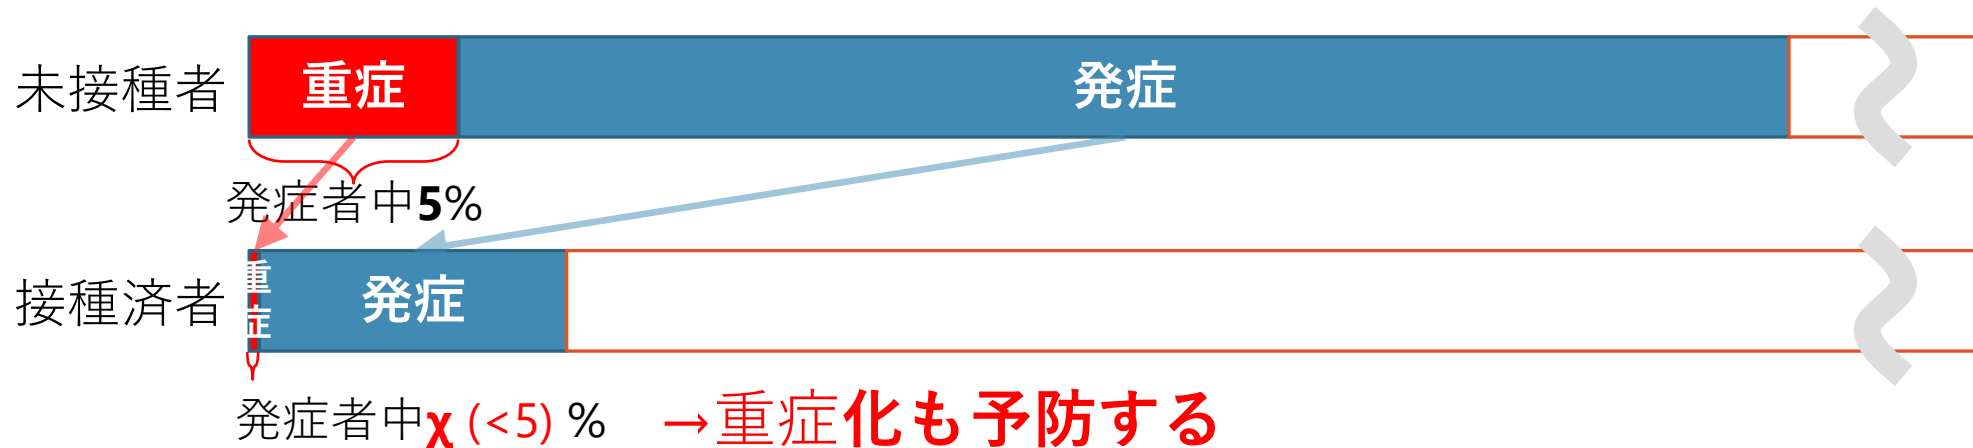 未接種者 重症 発症
発症者中5%
接種済者 重症 発症
発症者中χ (<5) % →重症化も予防する